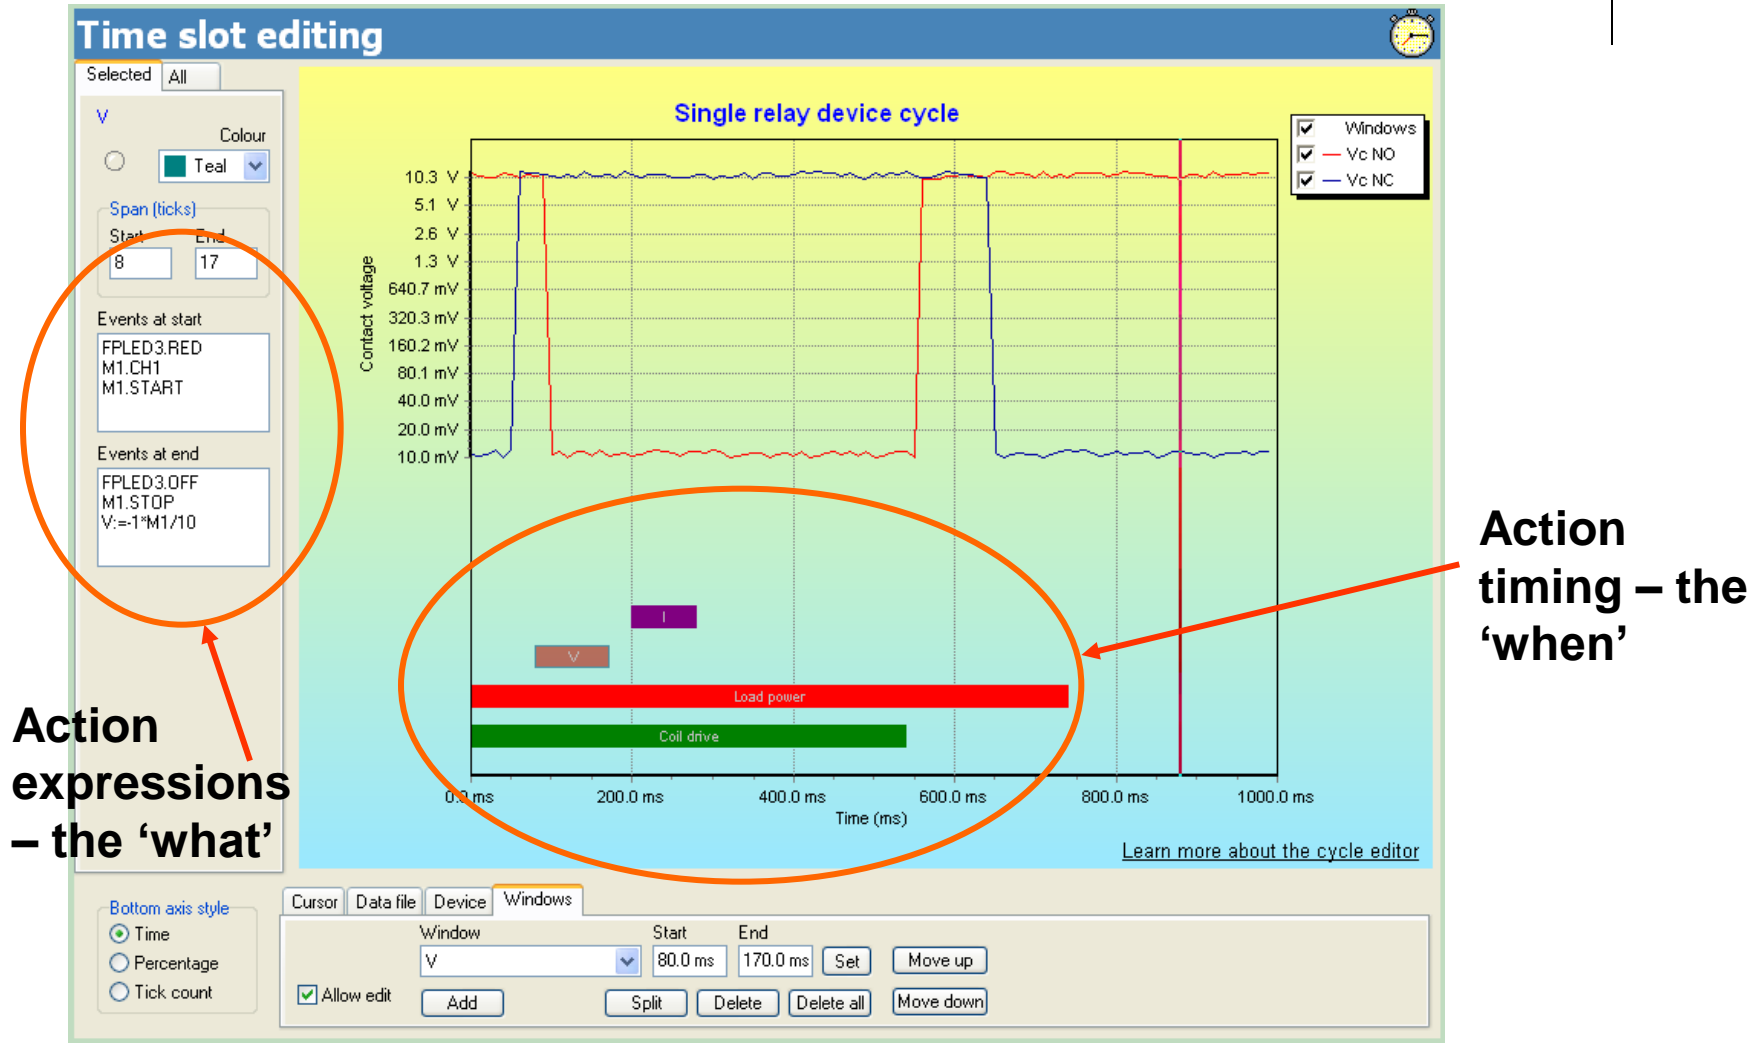 Time slot editing
Selected
All
V
Colour
Teal
Span (ticks)
Start
End
8
17
Events at start
FPLED3.RED
M1.CH1
M1.START
Events at end
FPLED3.OFF
M1.STOP
V:=-1*M1/10
Single relay device cycle
Windows
Vc NO
Vc NC
Contact voltage
10.3 V
5.1 V
2.6 V
1.3 V
640.7 mV
320.3 mV
160.2 mV
80.1 mV
40.0 mV
20.0 mV
10.0 mV
I
V
Load power
Coil drive
0.0 ms
200.0 ms
400.0 ms
600.0 ms
800.0 ms
1000.0 ms
Time (ms)
Learn more about the cycle editor
Action
timing – the
‘when’
Action
expressions
– the ‘what’
Bottom axis style
Time
Percentage
Tick count
Cursor
Data file
Device
Windows
Window
Start
End
V
80.0 ms
170.0 ms
Set
Move up
Allow edit
Add
Split
Delete
Delete all
Move down